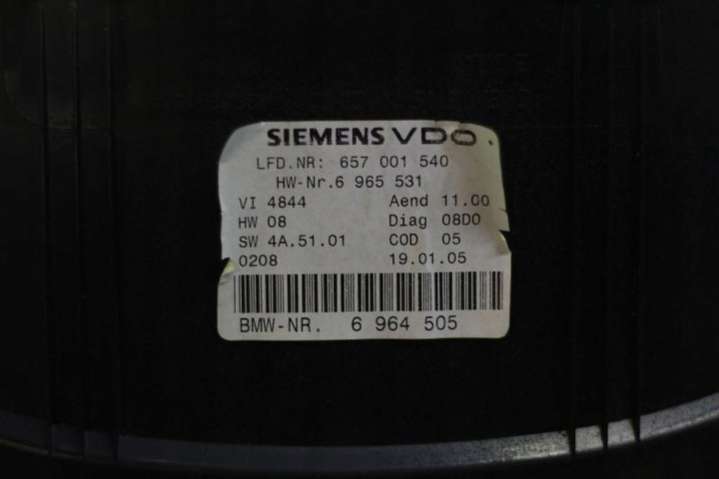 SIEMENS VDO
LFD.NR: 657 001 540
HW-Nr.6 965 531
VI 4844 Aend 11.00
HW 08 Diag 08D0
SW 4A.51.01 COD 05
0208 19.01.05
BMW-NR. 6 964 505